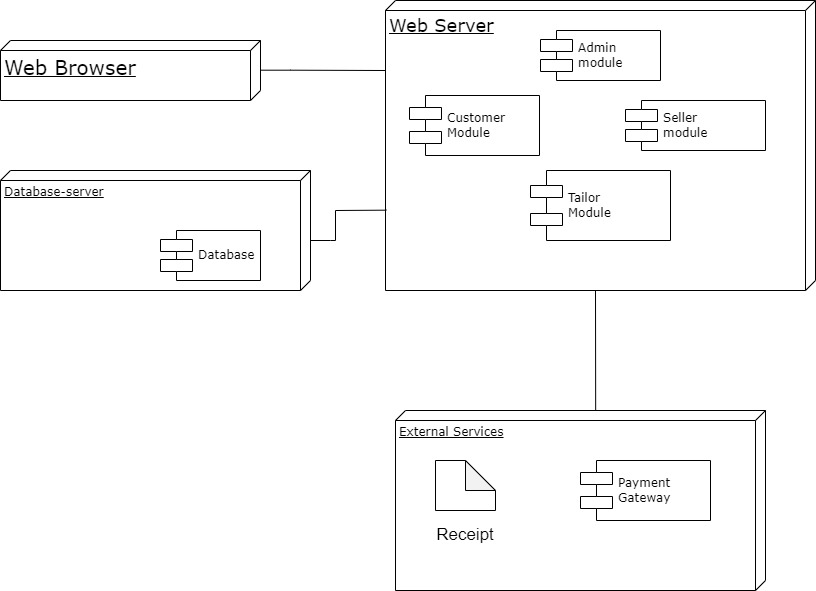 Web Server
Admin
module
Web Browser
Customer
Module
Seller
module
Database-server
Tailor
Module
Database
External Services
Payment
Gateway
Receipt